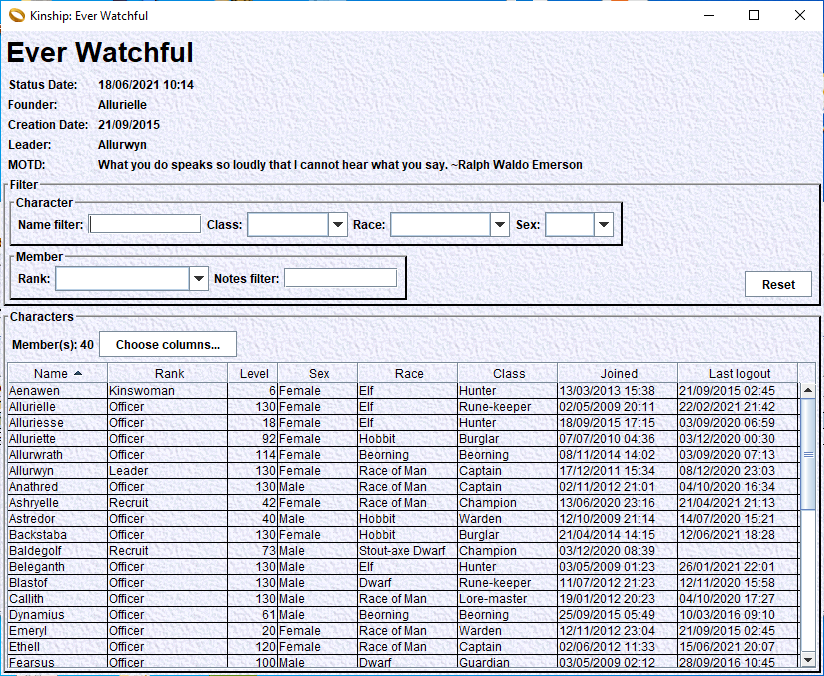 Kinship: Ever Watchful
Ever Watchful
Status Date: 18/06/2021 10:14
Founder: Allurielle
Creation Date: 21/09/2015
Leader: Allurwyn
MOTD: What you do speaks so loudly that I cannot hear what you say. ~Ralph Waldo Emerson
Filter
Character
Name filter: Class: Race: Sex:
Member
Rank: Notes filter:
Reset
Characters
Member(s): 40 Choose columns...
Name Rank Level Sex Race Class Joined Last logout
Aenawen Kinswoman 6 Female Elf Hunter 13/03/2013 15:38 21/09/2015 02:45
Allurielle Officer 130 Female Elf Rune-keeper 02/05/2009 20:11 22/02/2021 21:42
Alluriesse Officer 18 Female Elf Hunter 18/09/2015 17:15 03/09/2020 06:59
Alluriette Officer 92 Female Hobbit Burglar 07/07/2010 04:36 03/12/2020 00:30
Allurwrath Officer 114 Female Beorning Beorning 08/11/2014 14:02 03/09/2020 07:13
Allurwyn Leader 130 Female Race of Man Captain 17/12/2011 15:34 08/12/2020 23:03
Anathred Officer 130 Male Race of Man Captain 02/11/2012 21:01 04/10/2020 16:34
Ashryelle Recruit 42 Female Race of Man Champion 13/06/2020 23:16 21/04/2021 21:13
Astredor Officer 40 Male Hobbit Warden 12/10/2009 21:14 14/07/2020 15:21
Backstaba Officer 130 Female Hobbit Burglar 21/04/2014 14:15 12/06/2021 18:28
Baldegolf Recruit 73 Male Stout-axe Dwarf Champion 03/12/2020 08:39
Beleganth Officer 130 Male Elf Hunter 03/05/2009 01:23 26/01/2021 22:01
Blastof Officer 130 Male Dwarf Rune-keeper 11/07/2012 21:23 12/11/2020 15:58
Callith Officer 130 Male Race of Man Lore-master 19/01/2012 20:23 04/10/2020 17:27
Dynamius Officer 61 Male Beorning Beorning 25/09/2015 05:49 10/03/2016 09:10
Emeryl Officer 20 Female Race of Man Warden 12/11/2012 23:04 21/09/2015 02:45
Ethell Officer 120 Female Race of Man Captain 02/06/2012 11:33 15/06/2021 20:07
Fearsus Officer 100 Male Dwarf Guardian 03/05/2009 02:12 28/09/2016 10:45